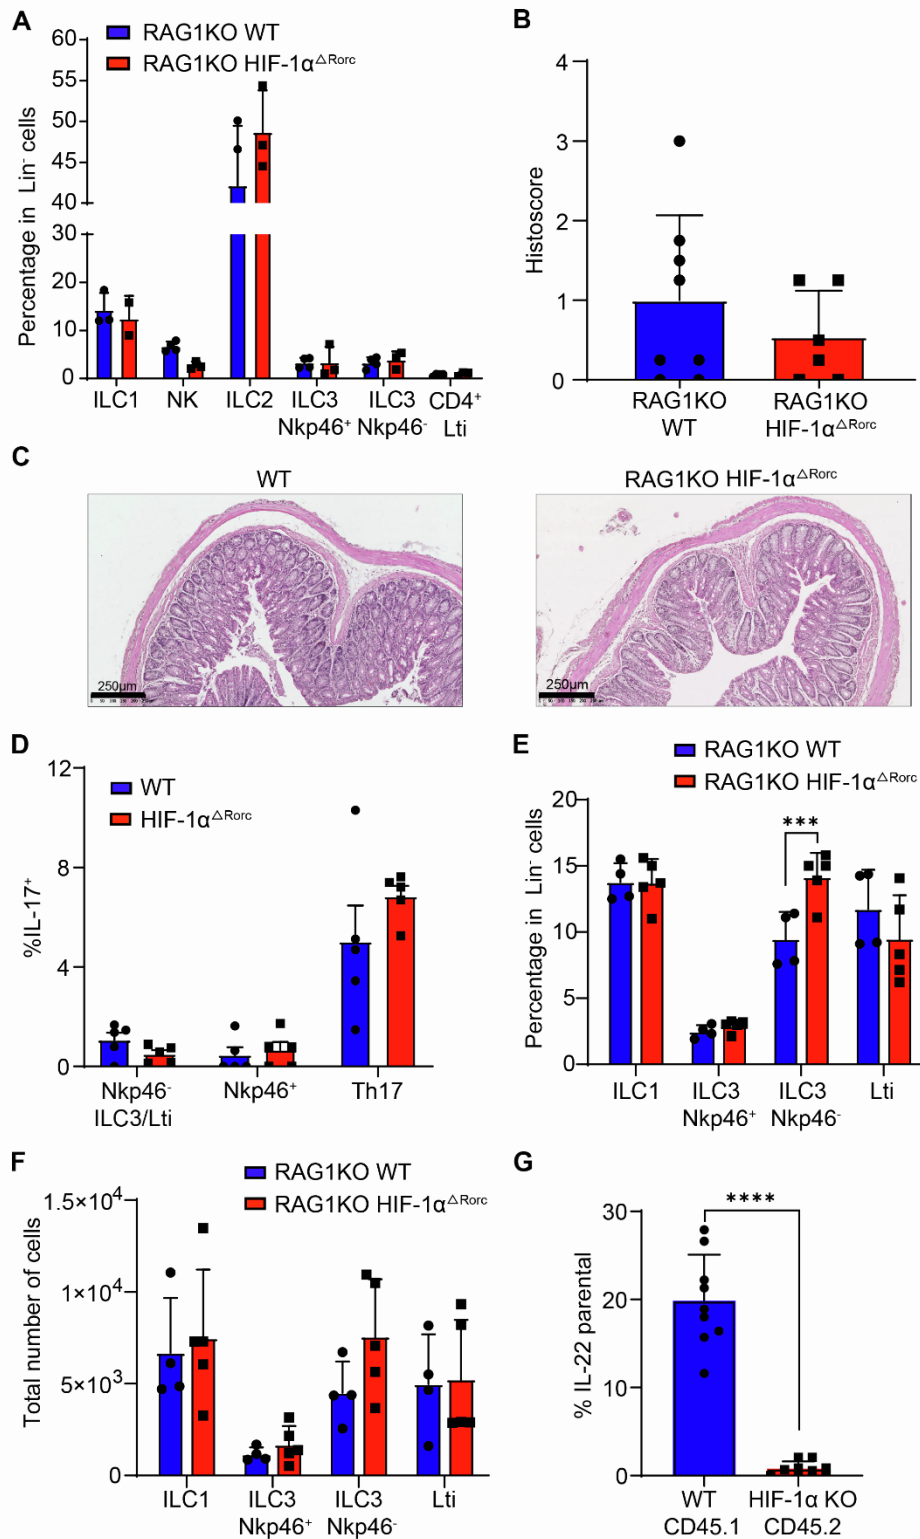 A
RAG1KO WT
RAG1KO HIF-1α△Rorc
Percentage in Lin- cells
60
55
50
45
40
30
20
10
0
ILC1
NK
ILC2
ILC3
Nkp46+
ILC3
Nkp46-
CD4+
Lti
B
Histoscore
4
3
2
1
0
RAG1KO
WT
RAG1KO
HIF-1α△Rorc
C
WT
RAG1KO HIF-1α△Rorc
250µm
250µm
D
WT
HIF-1α△Rorc
%IL-17+
12
8
4
0
Nkp46-
ILC3/Lti
Nkp46+
Th17
E
RAG1KO WT
RAG1KO HIF-1α△Rorc
Percentage in Lin- cells
20
15
10
5
0
***
ILC1
ILC3
Nkp46+
ILC3
Nkp46-
Lti
F
RAG1KO WT
RAG1KO HIF-1α△Rorc
Total number of cells
1.5×10⁴
1×10⁴
5×10³
0
ILC1
ILC3
Nkp46+
ILC3
Nkp46-
Lti
G
% IL-22 parental
30
20
10
0
****
WT
CD45.1
HIF-1α KO
CD45.2